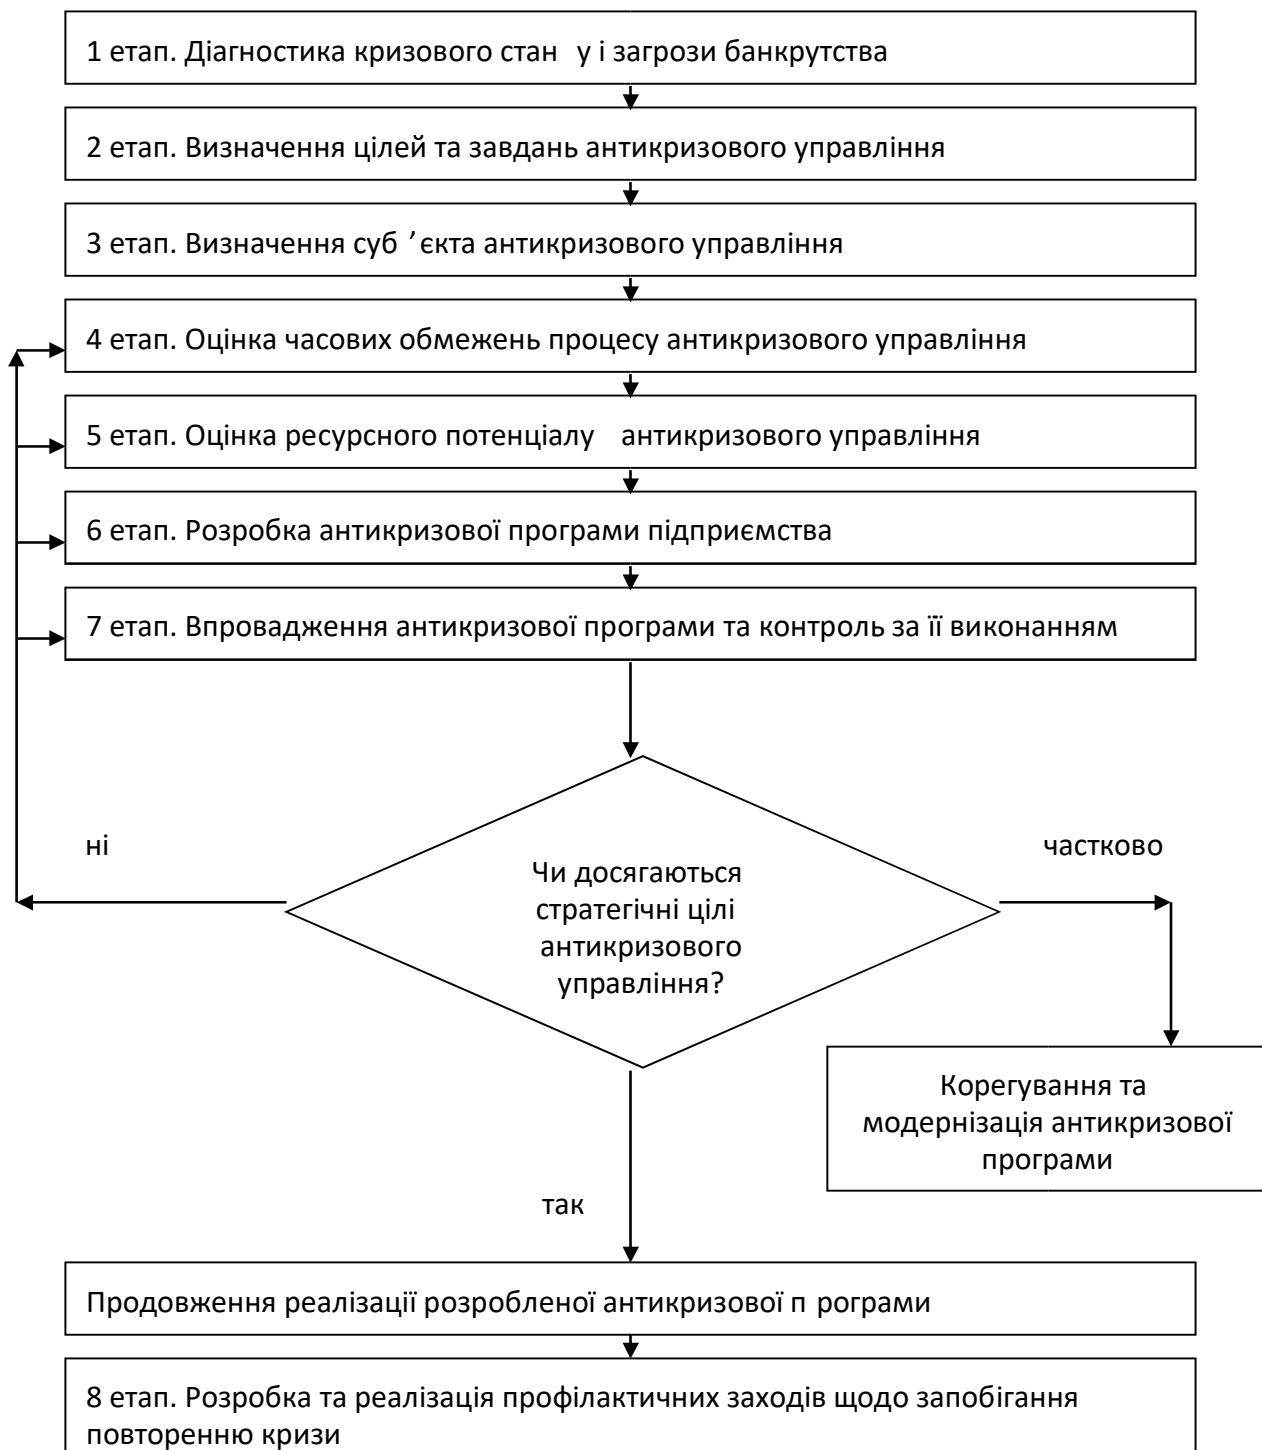 1 етап. Діагностика кризового стан у і загрози банкрутства
2 етап. Визначення цілей та завдань антикризового управління
3 етап. Визначення суб ’єкта антикризового управління
4 етап. Оцінка часових обмежень процесу антикризового управління
5 етап. Оцінка ресурсного потенціалу антикризового управління
6 етап. Розробка антикризової програми підприємства
7 етап. Впровадження антикризової програми та контроль за її виконанням
ні
частково
Чи досягаються
стратегічні цілі
антикризового
управління?
Корегування та
модернізація антикризової
програми
так
Продовження реалізації розробленої антикризової п рограми
8 етап. Розробка та реалізація профілактичних заходів щодо запобігання
повторенню кризи